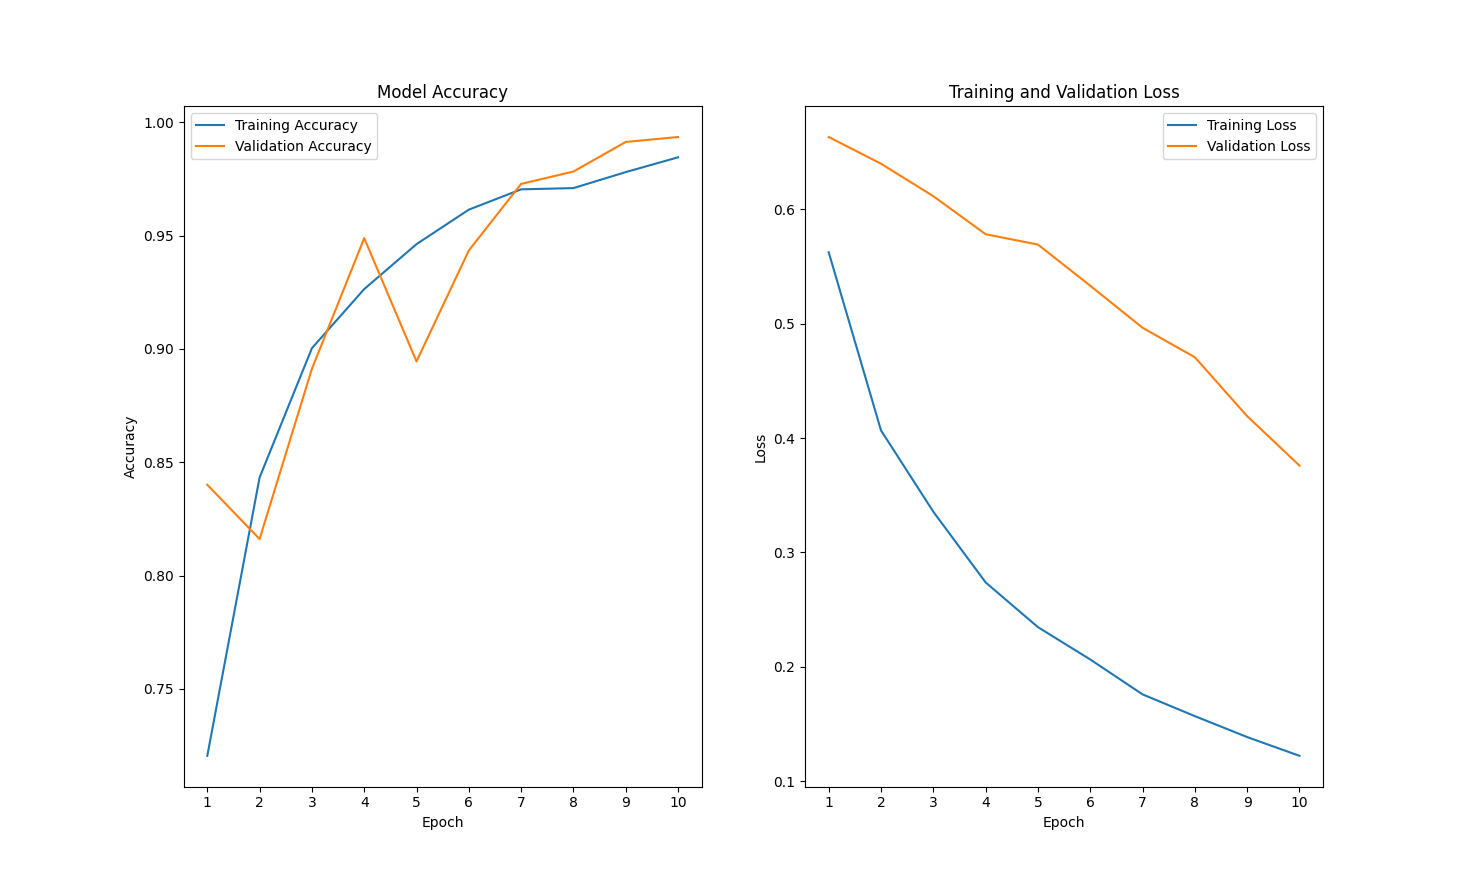 Model Accuracy
Training Accuracy
Validation Accuracy
1.00
0.95
0.90
0.85
0.80
0.75
Accuracy
1 2 3 4 5 6 7 8 9 10
Epoch
Training and Validation Loss
Training Loss
Validation Loss
0.6
0.5
0.4
0.3
0.2
0.1
Loss
1 2 3 4 5 6 7 8 9 10
Epoch